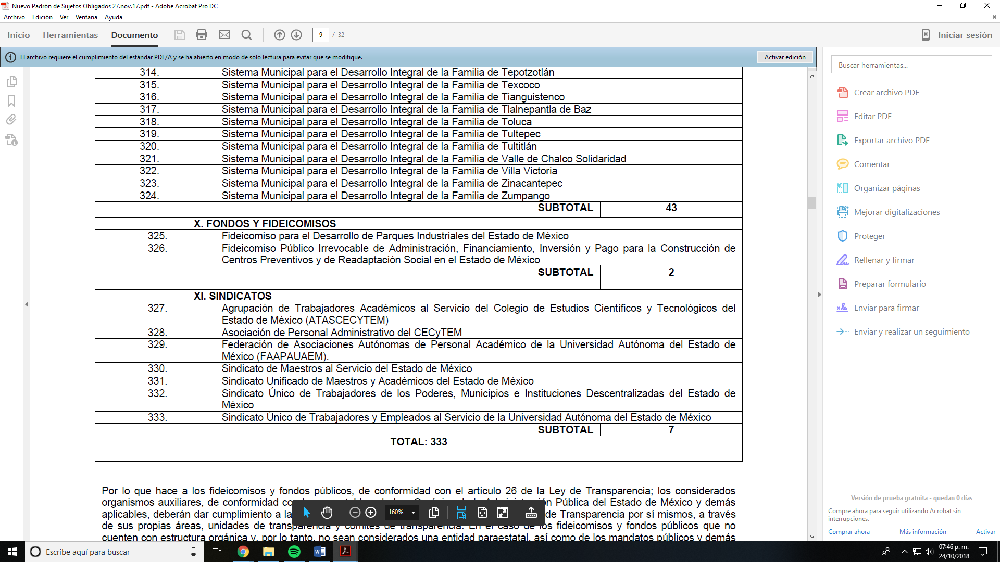 Nuevo Padrón de Sujetos Obligados 27.nov.17.pdf - Adobe Acrobat Pro DC
Archivo Edición Ver Ventana Ayuda
Inicio Herramientas Documento 9 / 32 Iniciar sesión
El archivo requiere el cumplimiento del estándar PDF/A y se ha abierto en modo de solo lectura para evitar que se modifique. Activar edición
314. Sistema Municipal para el Desarrollo Integral de la Familia de Tepotzotlán
315. Sistema Municipal para el Desarrollo Integral de la Familia de Texcoco
316. Sistema Municipal para el Desarrollo Integral de la Familia de Tianguistenco
317. Sistema Municipal para el Desarrollo Integral de la Familia de Tlalnepantla de Baz
318. Sistema Municipal para el Desarrollo Integral de la Familia de Toluca
319. Sistema Municipal para el Desarrollo Integral de la Familia de Tultepec
320. Sistema Municipal para el Desarrollo Integral de la Familia de Tultitlán
321. Sistema Municipal para el Desarrollo Integral de la Familia de Valle de Chalco Solidaridad
322. Sistema Municipal para el Desarrollo Integral de la Familia de Villa Victoria
323. Sistema Municipal para el Desarrollo Integral de la Familia de Zinacantepec
324. Sistema Municipal para el Desarrollo Integral de la Familia de Zumpango
SUBTOTAL 43
X. FONDOS Y FIDEICOMISOS
325. Fideicomiso para el Desarrollo de Parques Industriales del Estado de México
326. Fideicomiso Público Irrevocable de Administración, Financiamiento, Inversión y Pago para la Construcción de
Centros Preventivos y de Readaptación Social en el Estado de México
SUBTOTAL 2
XI. SINDICATOS
327. Agrupación de Trabajadores Académicos al Servicio del Colegio de Estudios Científicos y Tecnológicos del
Estado de México (ATASCECYTEM)
328. Asociación de Personal Administrativo del CECyTEM
329. Federación de Asociaciones Autónomas de Personal Académico de la Universidad Autónoma del Estado de
México (FAAPAUAEM).
330. Sindicato de Maestros al Servicio del Estado de México
331. Sindicato Unificado de Maestros y Académicos del Estado de México
332. Sindicato Único de Trabajadores de los Poderes, Municipios e Instituciones Descentralizadas del Estado de
México
333. Sindicato Único de Trabajadores y Empleados al Servicio de la Universidad Autónoma del Estado de México
SUBTOTAL 7
TOTAL: 333
Por lo que hace a los fideicomisos y fondos públicos, de conformidad con el artículo 26 de la Ley de Transparencia; los considerados
organismos auxiliares, de conformidad Pública del Estado de México y demás
aplicables, deberán dar cumplimiento a la de Transparencia por sí mismos, a través
de sus propias áreas, unidades de transparencia y comités de transparencia. En el caso de los fideicomisos y fondos públicos que no
cuenten con estructura orgánica y, por lo tanto, no sean considerados una entidad paraestatal, así como de los mandatos públicos y demás
160%
Buscar herramientas...
Crear archivo PDF
Editar PDF
Exportar archivo PDF
Comentar
Organizar páginas
Mejorar digitalizaciones
Proteger
Rellenar y firmar
Preparar formulario
Enviar para firmar
Enviar y realizar un seguimiento
Versión de prueba gratuita - quedan 0 días
Compre ahora para seguir utilizando Acrobat sin
interrupciones.
Comprar ahora Más información Activar
Escribe aquí para buscar
07:46 p. m.
24/10/2018